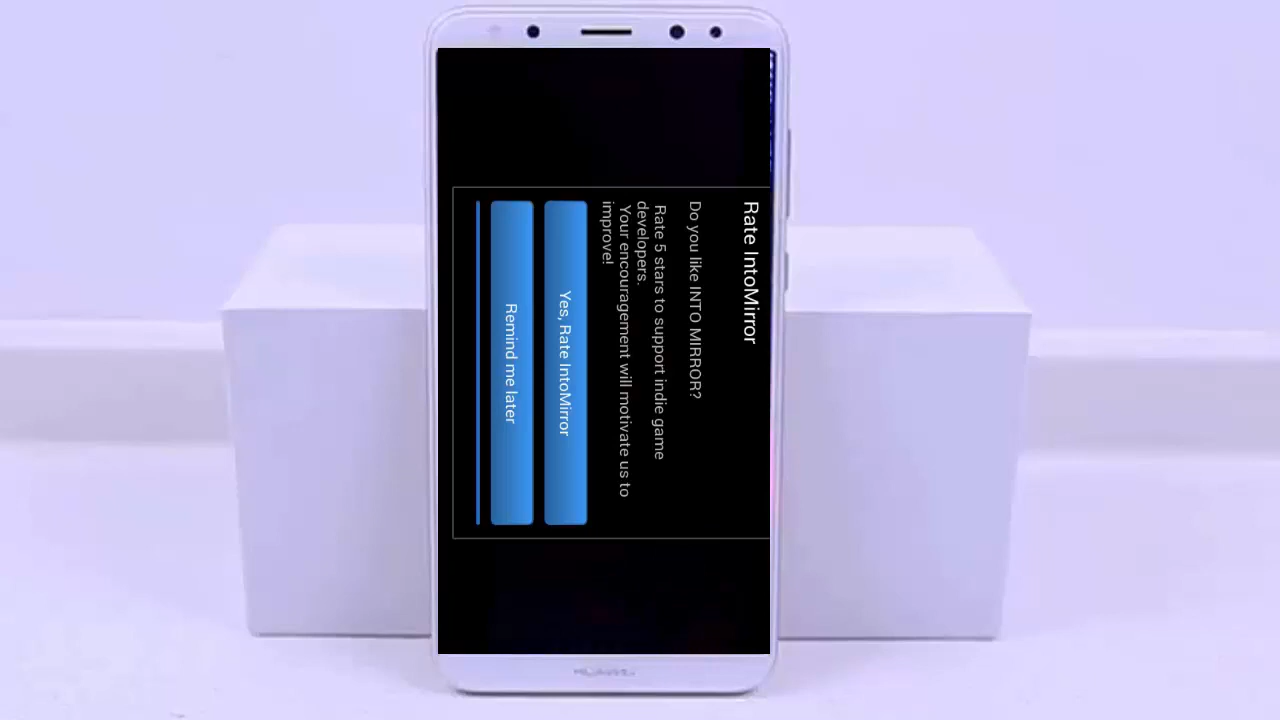 Rate IntoMirror
Do you like INTO MIRROR?
Rate 5 stars to support indie game
developers.
Your encouragement will motivate us to
improve!
Yes, Rate IntoMirror
Remind me later
HUAWEI